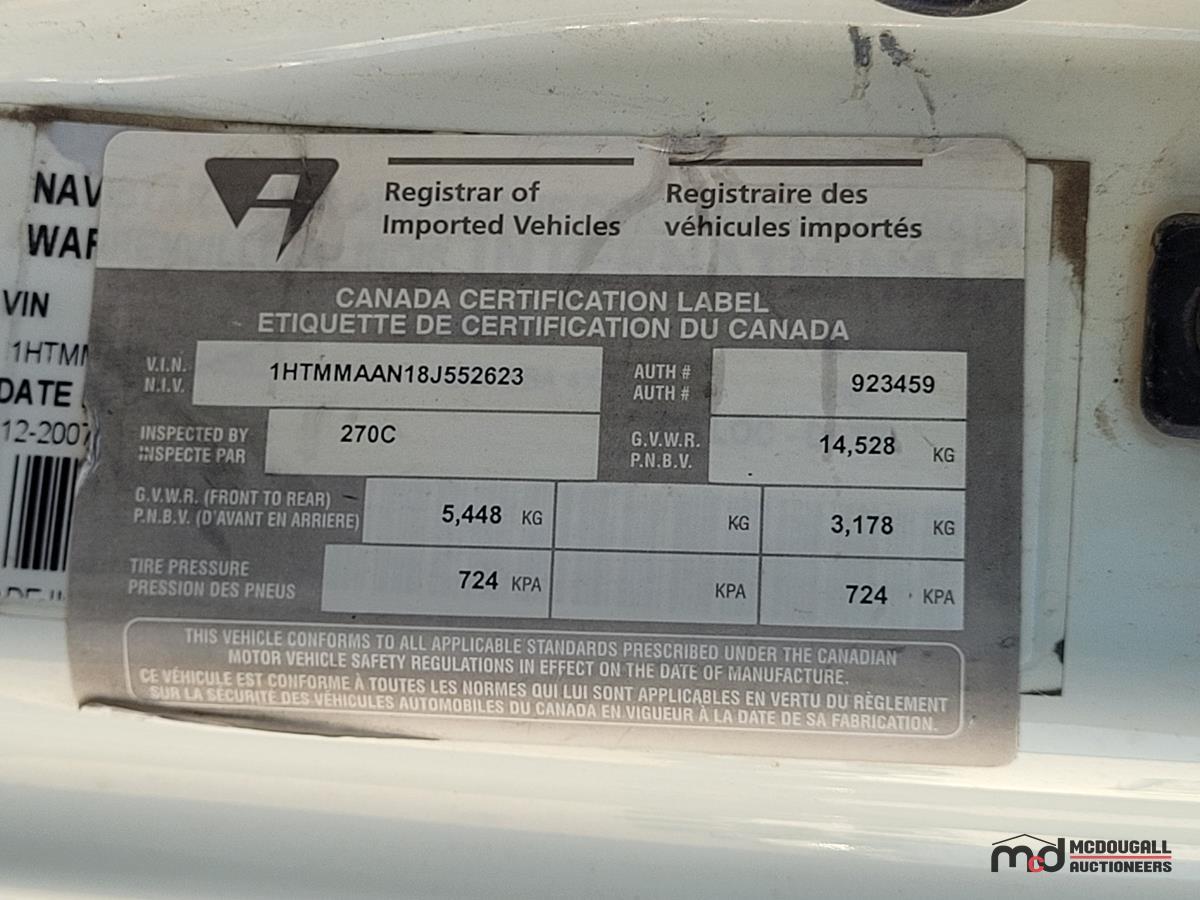 NAV
WAR
VIN
1HTMM
DATE
12-2007
Registrar of
Imported Vehicles
Registraire des
véhicules importés
CANADA CERTIFICATION LABEL
ETIQUETTE DE CERTIFICATION DU CANADA
V.I.N.
N.I.V.
1HTMMAAN18J552623
AUTH #
AUTH #
923459
INSPECTED BY
INSPECTE PAR
270C
G.V.W.R.
P.N.B.V.
14,528 KG
G.V.W.R. (FRONT TO REAR)
P.N.B.V. (D'AVANT EN ARRIERE)
5,448 KG
KG
3,178 KG
TIRE PRESSURE
PRESSION DES PNEUS
724 KPA
KPA
724 KPA
THIS VEHICLE CONFORMS TO ALL APPLICABLE STANDARDS PRESCRIBED UNDER THE CANADIAN
MOTOR VEHICLE SAFETY REGULATIONS IN EFFECT ON THE DATE OF MANUFACTURE.
CE VÉHICULE EST CONFORME À TOUTES LES NORMES QUI LUI SONT APPLICABLES EN VERTU DU RÈGLEMENT
SUR LA SÉCURITÉ DES VÉHICULES AUTOMOBILES DU CANADA EN VIGUEUR À LA DATE DE SA FABRICATION.
mcd MCDOUGALL
AUCTIONEERS